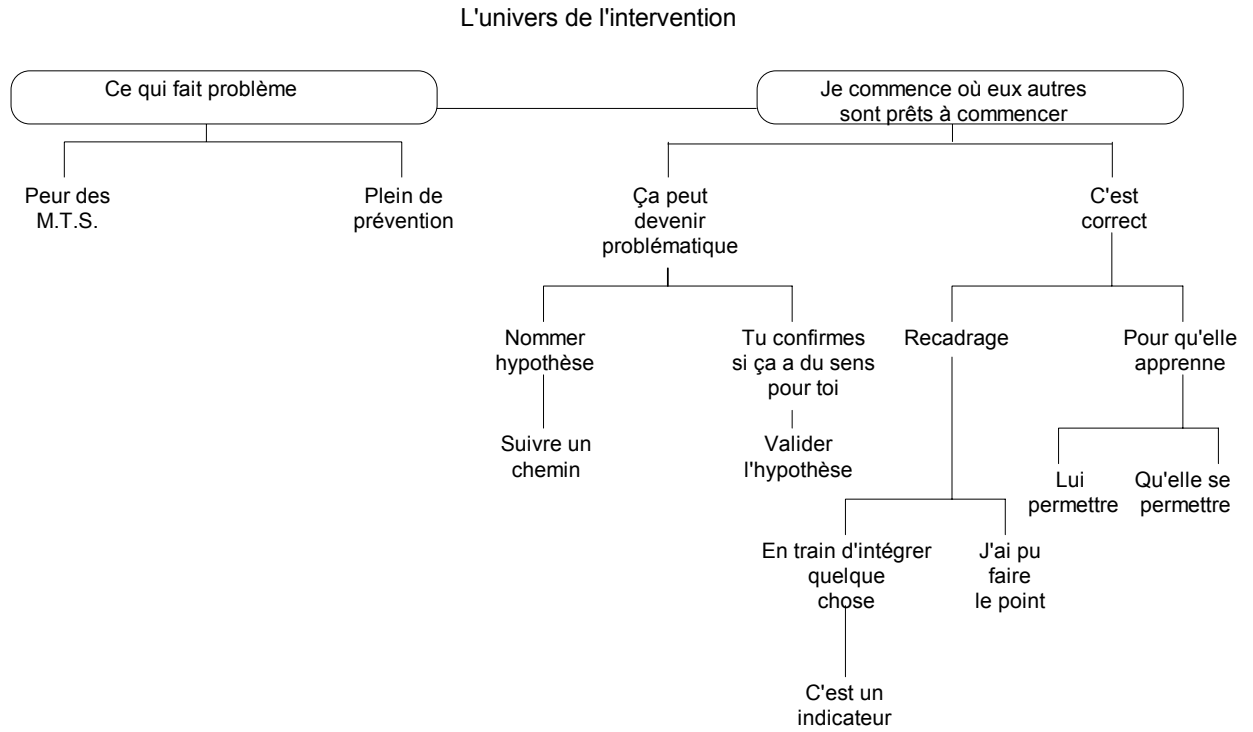 L'univers de l'intervention
Ce qui fait problème
Je commence où eux autres
sont prêts à commencer
Peur des
M.T.S.
Plein de
prévention
Ça peut
devenir
problématique
C'est
correct
Nommer
hypothèse
Tu confirmes
si ça a du sens
pour toi
Recadrage
Pour qu'elle
apprenne
Suivre un
chemin
Valider
l'hypothèse
Lui
permettre
Qu'elle se
permettre
En train d'intégrer
quelque
chose
J'ai pu
faire
le point
C'est un
indicateur